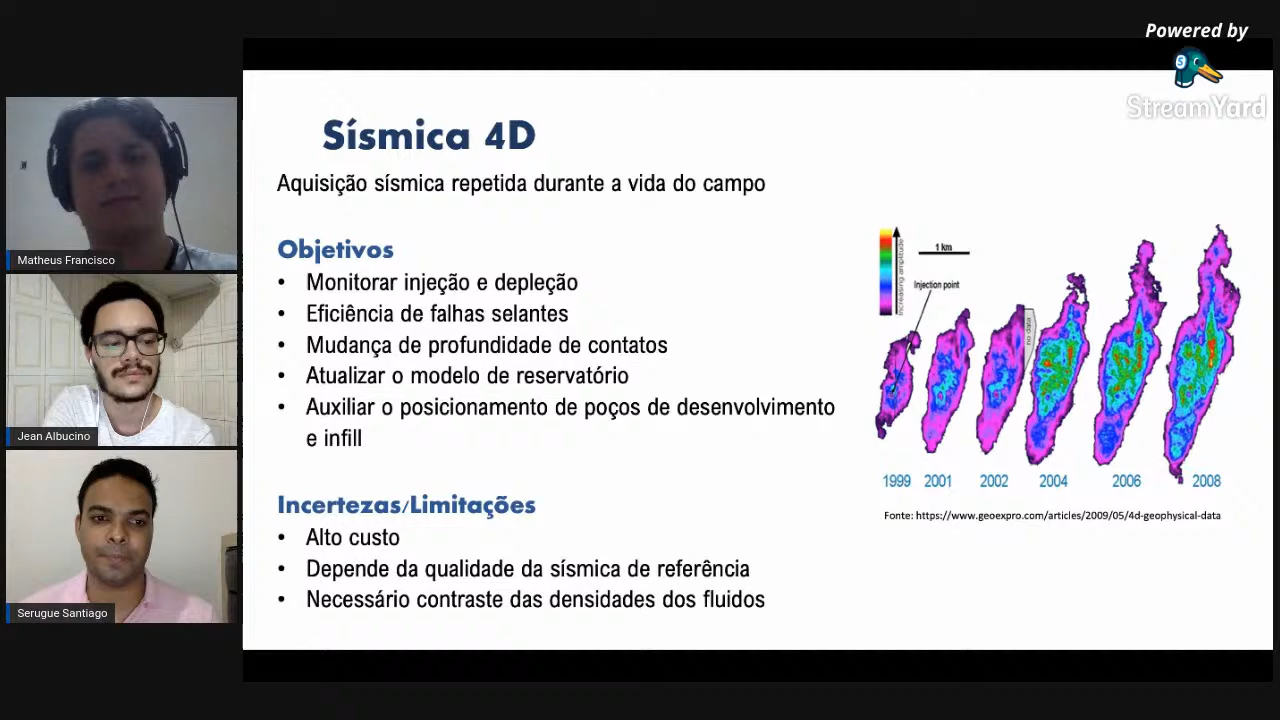 Powered by
S
StreamYard
Sísmica 4D
Aquisição sísmica repetida durante a vida do campo
Objetivos
• Monitorar injeção e depleção
• Eficiência de falhas selantes
• Mudança de profundidade de contatos
• Atualizar o modelo de reservatório
• Auxiliar o posicionamento de poços de desenvolvimento
e infill
Incertezas/Limitações
• Alto custo
• Depende da qualidade da sísmica de referência
• Necessário contraste das densidades dos fluidos
Increasing amplitude
1 km
Injection point
no data
1999 2001 2002 2004 2006 2008
Fonte: https://www.geoexpro.com/articles/2009/05/4d-geophysical-data
Matheus Francisco
Jean Albucino
Serugue Santiago